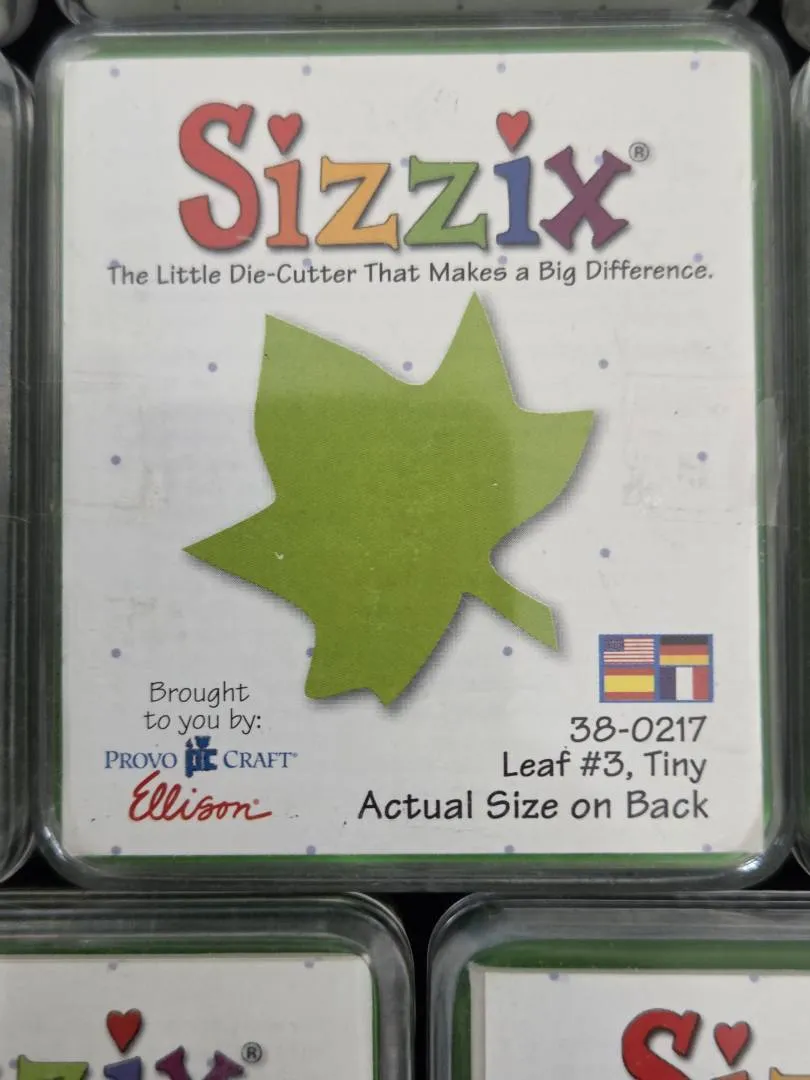 Sizzix®
The Little Die-Cutter That Makes a Big Difference.
Brought
to you by:
PROVO pc CRAFT®
Ellison®
38-0217
Leaf #3, Tiny
Actual Size on Back